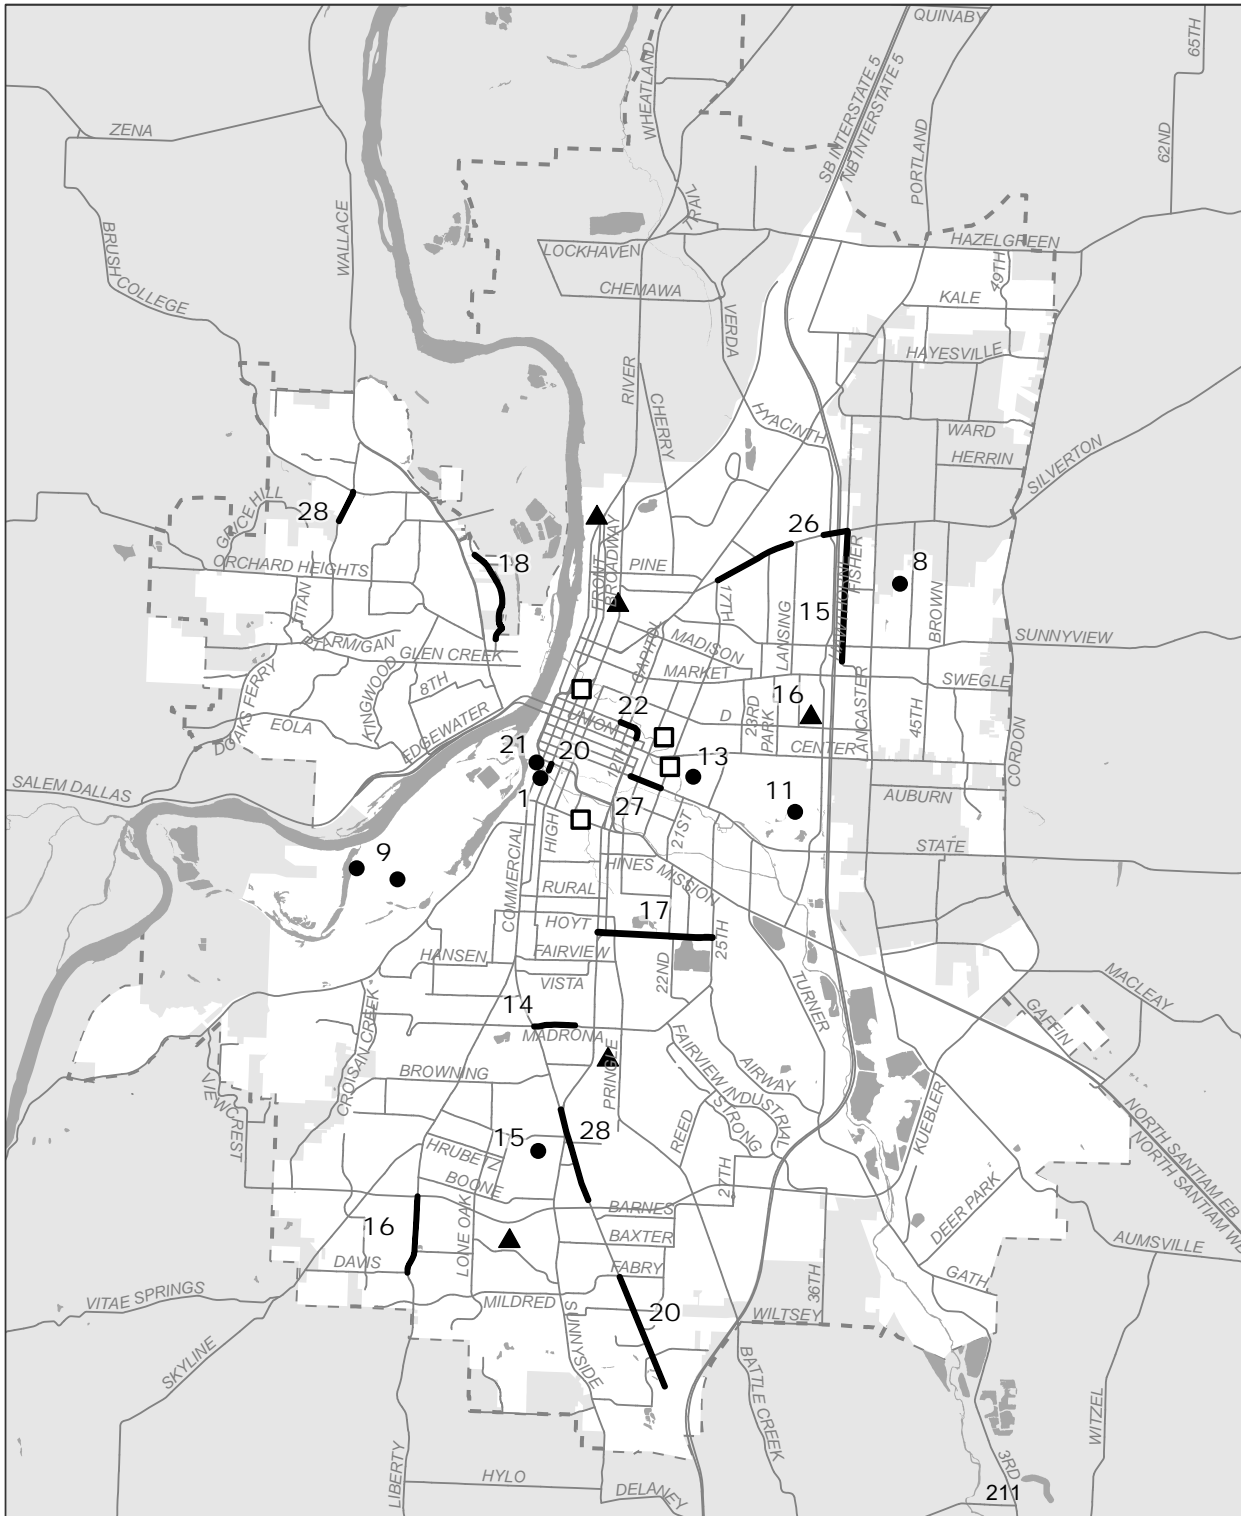 QUINABY
65TH
WHEATLAND
SB INTERSTATE 5
NB INTERSTATE 5
ZENA
62ND
PORTLAND
TRAIL
WALLACE
BRUSH COLLEGE
LOCKHAVEN
HAZELGREEN
49TH
CHEMAWA
KALE
VERDA
HAYESVILLE
RIVER
CHERRY
HYACINTH
WARD
HERRIN
SILVERTON
GRICE HILL
28
26
FRONT
BROADWAY
PINE
18
ORCHARD HEIGHTS
FISHER
8
TITAN
17TH
LANSING
15
BROWN
SUNNYVIEW
PTARMIGAN
GLEN CREEK
CAPITOL
MADISON
MARKET
SWEGLE
DOAKS FERRY
KINGWOOD
8TH
16
EOLA
EDGEWATER
UNION
22
D
23RD
PARK
CENTER
LANCASTER
45TH
CORDON
21
20
12TH
13
SALEM DALLAS
1
27
11
AUBURN
HIGH
21ST
STATE
9
COMMERCIAL
HINES
MISSION
RURAL
17
HOYT
HANSEN
FAIRVIEW
25TH
VISTA
22ND
TURNER
MACLEAY
GAFFIN
14
MADRONA
CROISAN CREEK
BROWNING
PRINGLE
FAIRVIEW INDUSTRIAL
AIRWAY
VIEWCREST
STRONG
REED
KUEBLER
NORTH SANTIAM EB
15
28
HRUBETZ
BOONE
27TH
BARNES
DEER PARK
16
LONE OAK
BAXTER
AUMSVILLE
DAVIS
FABRY
GATH
36TH
VITAE SPRINGS
MILDRED
20
WILTSEY
SUNNYSIDE
SKYLINE
BATTLE CREEK
WITZEL
LIBERTY
HYLO
DELANEY
3RD
211